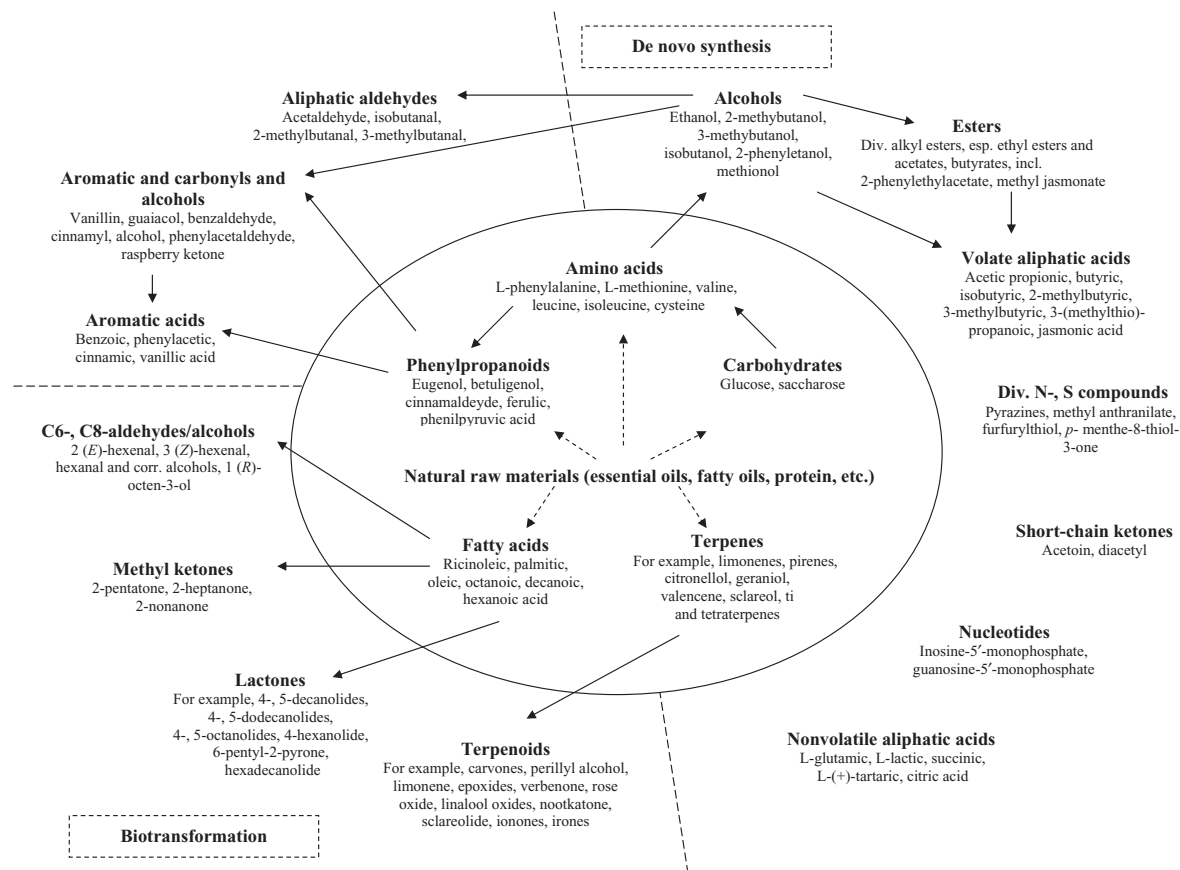 De novo synthesis
Aliphatic aldehydes
Acetaldehyde, isobutanal,
2-methylbutanal, 3-methylbutanal,
Alcohols
Ethanol, 2-methybutanol,
3-methybutanol,
isobutanol, 2-phenyletanol,
methionol
Esters
Div. alkyl esters, esp. ethyl esters and
acetates, butyrates, incl.
2-phenylethylacetate, methyl jasmonate
Aromatic and carbonyls and
alcohols
Vanillin, guaiacol, benzaldehyde,
cinnamyl, alcohol, phenylacetaldehyde,
raspberry ketone
Volate aliphatic acids
Acetic propionic, butyric,
isobutyric, 2-methylbutyric,
3-methylbutyric, 3-(methylthio)-
propanoic, jasmonic acid
Amino acids
L-phenylalanine, L-methionine, valine,
leucine, isoleucine, cysteine
Aromatic acids
Benzoic, phenylacetic,
cinnamic, vanillic acid
Phenylpropanoids
Eugenol, betuligenol,
cinnamaldeyde, ferulic,
phenilpyruvic acid
Carbohydrates
Glucose, saccharose
Div. N-, S compounds
Pyrazines, methyl anthranilate,
furfurylthiol, p- menthe-8-thiol-
3-one
C6-, C8-aldehydes/alcohols
2 (E)-hexenal, 3 (Z)-hexenal,
hexanal and corr. alcohols, 1 (R)-
octen-3-ol
Natural raw materials (essential oils, fatty oils, protein, etc.)
Fatty acids
Ricinoleic, palmitic,
oleic, octanoic, decanoic,
hexanoic acid
Terpenes
For example, limonenes, pirenes,
citronellol, geraniol,
valencene, sclareol, ti
and tetraterpenes
Short-chain ketones
Acetoin, diacetyl
Methyl ketones
2-pentatone, 2-heptanone,
2-nonanone
Nucleotides
Inosine-5′-monophosphate,
guanosine-5′-monophosphate
Lactones
For example, 4-, 5-decanolides,
4-, 5-dodecanolides,
4-, 5-octanolides, 4-hexanolide,
6-pentyl-2-pyrone,
hexadecanolide
Terpenoids
For example, carvones, perillyl alcohol,
limonene, epoxides, verbenone, rose
oxide, linalool oxides, nootkatone,
sclareolide, ionones, irones
Nonvolatile aliphatic acids
L-glutamic, L-lactic, succinic,
L-(+)-tartaric, citric acid
Biotransformation